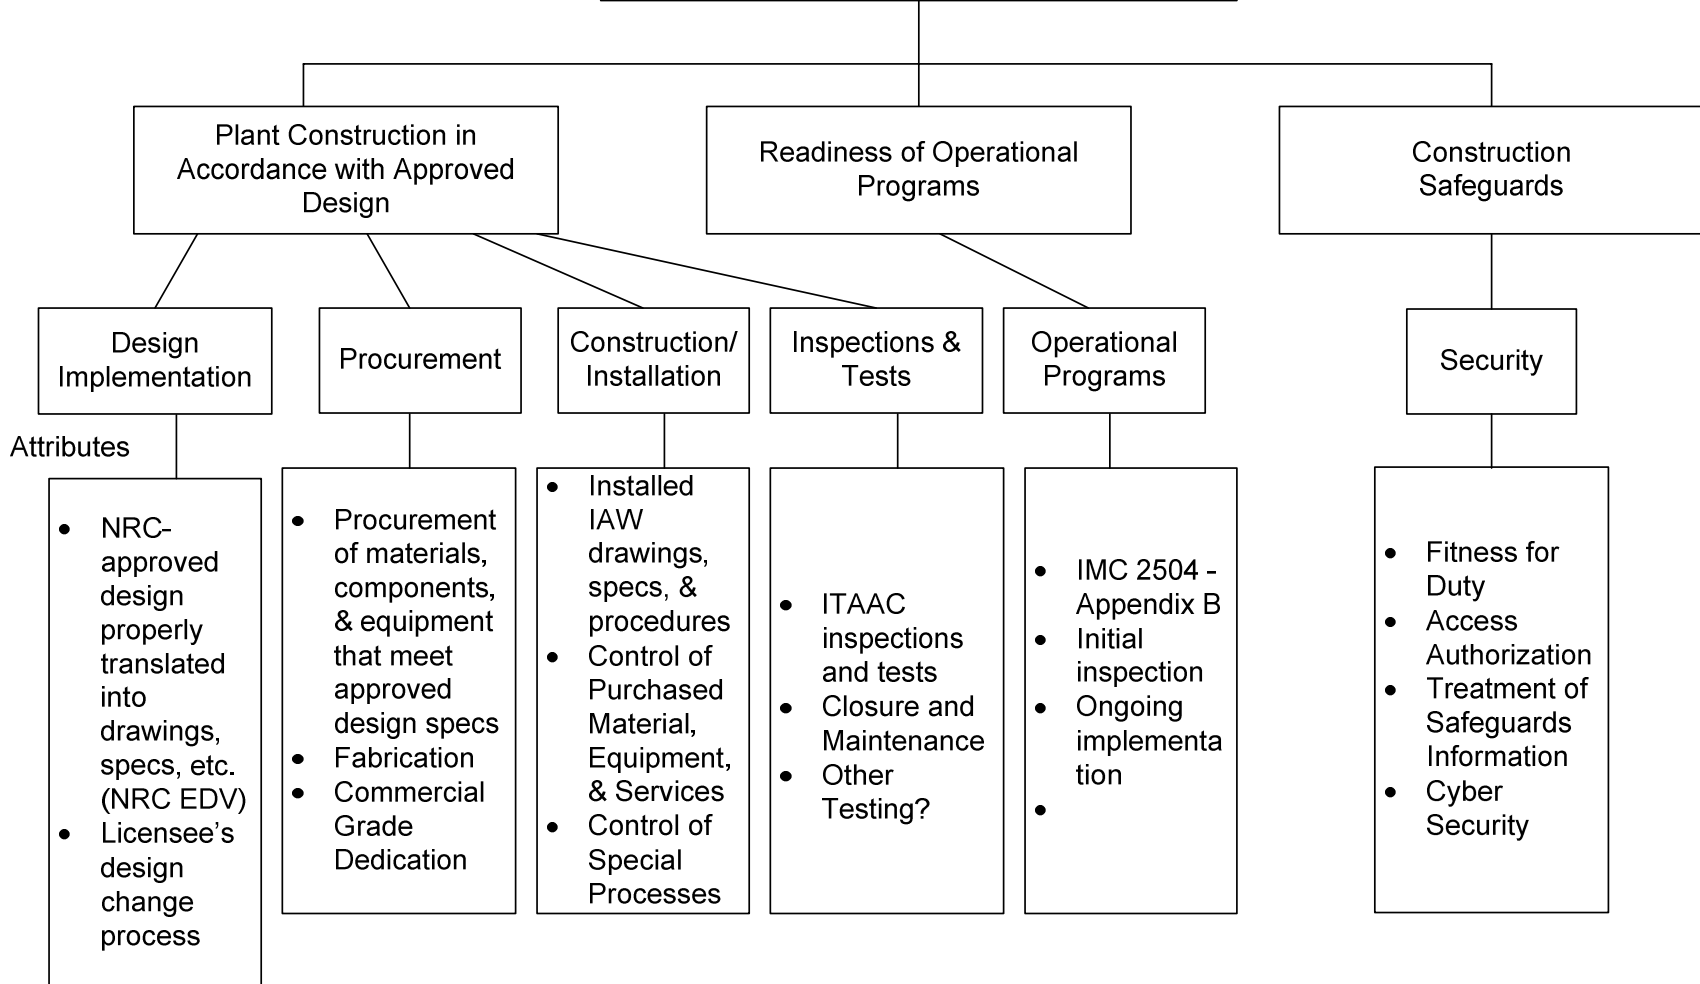 Plant Construction in
Accordance with Approved
Design
Readiness of Operational
Programs
Construction
Safeguards
Design
Implementation
Procurement
Construction/
Installation
Inspections &
Tests
Operational
Programs
Security
Attributes
• NRC-
approved
design
properly
translated
into
drawings,
specs, etc.
(NRC EDV)
• Licensee’s
design
change
process
• Procurement
of materials,
components,
& equipment
that meet
approved
design specs
• Fabrication
• Commercial
Grade
Dedication
• Installed
IAW
drawings,
specs, &
procedures
• Control of
Purchased
Material,
Equipment,
& Services
• Control of
Special
Processes
• ITAAC
inspections
and tests
• Closure and
Maintenance
• Other
Testing?
• IMC 2504 -
Appendix B
• Initial
inspection
• Ongoing
implementa
tion
•
• Fitness for
Duty
• Access
Authorization
• Treatment of
Safeguards
Information
• Cyber
Security